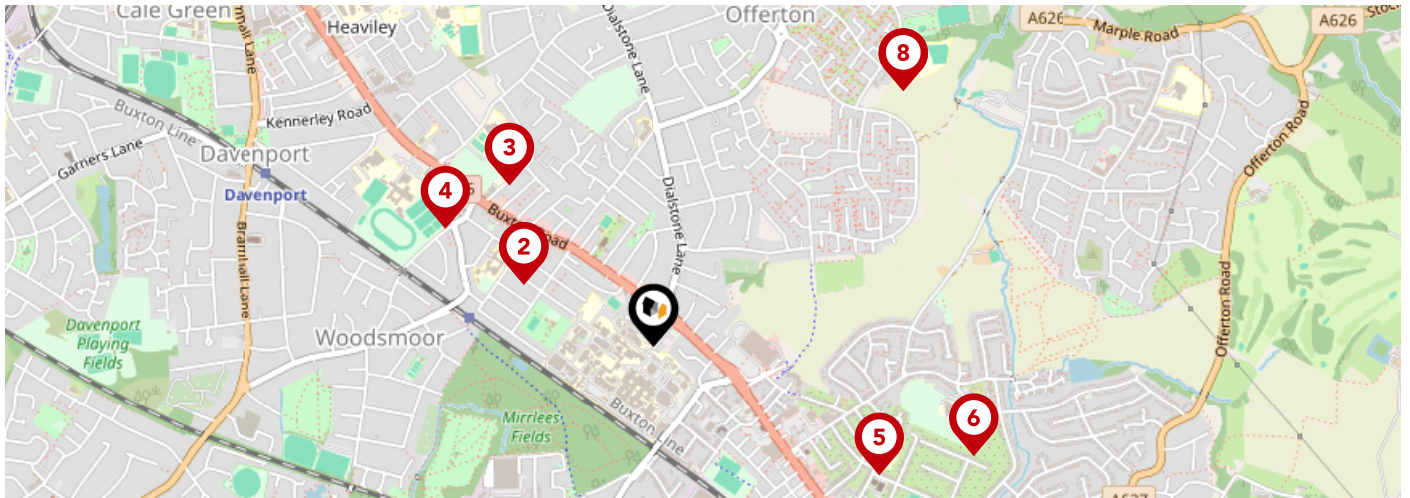 Cale Green
Heaviley
Dialstone Lane
Offerton
A626
Marple Road
A626
8
Buxton Line
Kennerley Road
Garners Lane
Davenport
Davenport
3
4
Buxton Road
2
Dialstone Lane
Offerton Road
Bramhall Lane
Offerton Road
Davenport
Playing
Fields
Woodsmoor
Mirrlees
Fields
Buxton Line
5
6